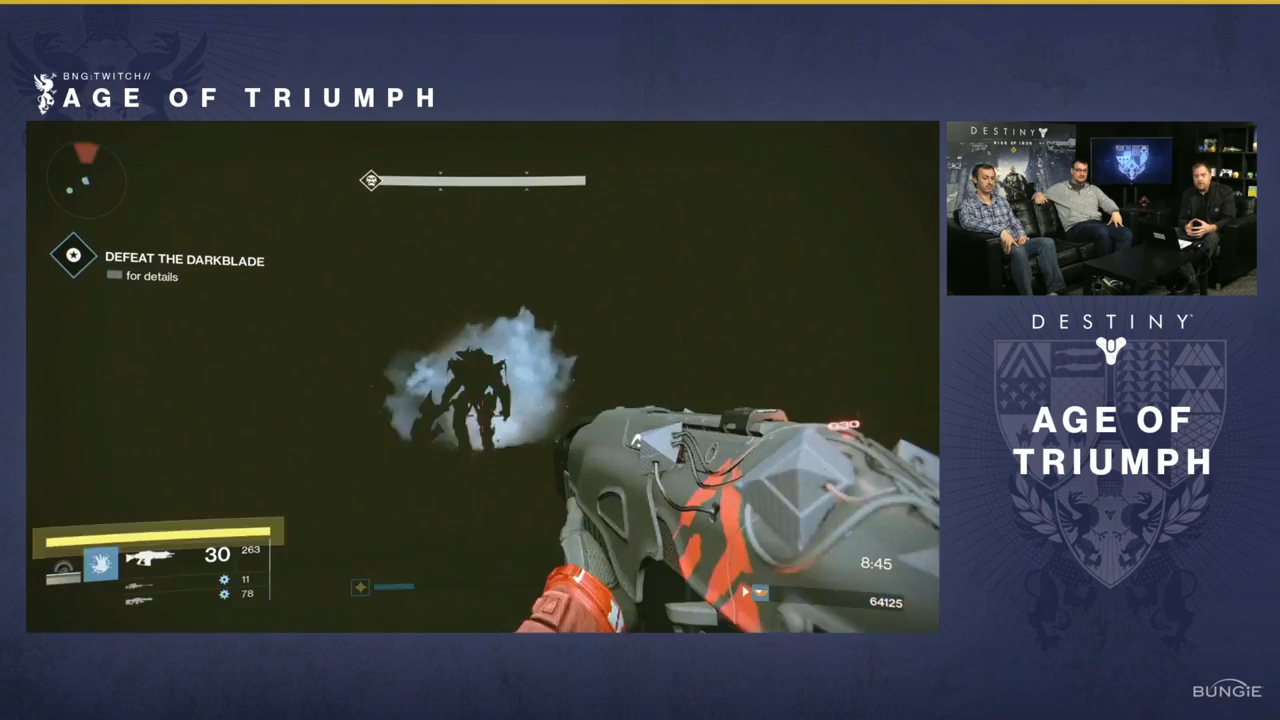 BNG:TWITCH//
AGE OF TRIUMPH
DEFEAT THE DARKBLADE
for details
30
263
11
78
030
8:45
64125
DESTINY
RISE OF IRON
DESTINY
AGE OF
TRIUMPH
BUNGiE